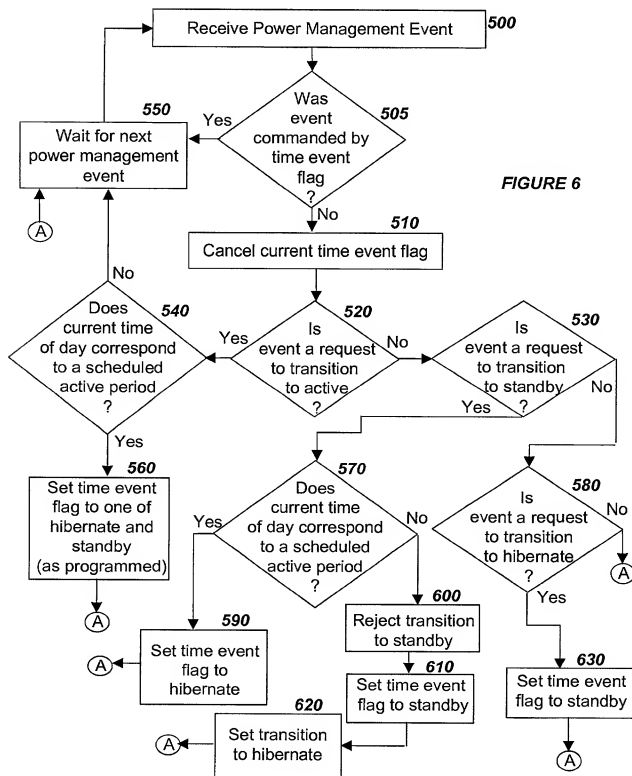 Receive Power Management Event
500
Was
event
commanded by
time event
flag
?
505
Yes
No
550
Wait for next
power management
event
A
FIGURE 6
510
Cancel current time event flag
No
540
Does
current time
of day correspond
to a scheduled
active period
?
Yes
Yes
520
Is
event a request
to transition
to active
?
No
530
Is
event a request
to transition
to standby
?
Yes
No
560
Set time event
flag to one of
hibernate and
standby
(as programmed)
A
570
Does
current time
of day correspond
to a scheduled
active period
?
Yes
No
580
Is
event a request
to transition
to hibernate
?
No
A
Yes
590
Set time event
flag to
hibernate
A
600
Reject transition
to standby
610
Set time event
flag to standby
620
Set transition
to hibernate
A
630
Set time event
flag to standby
A